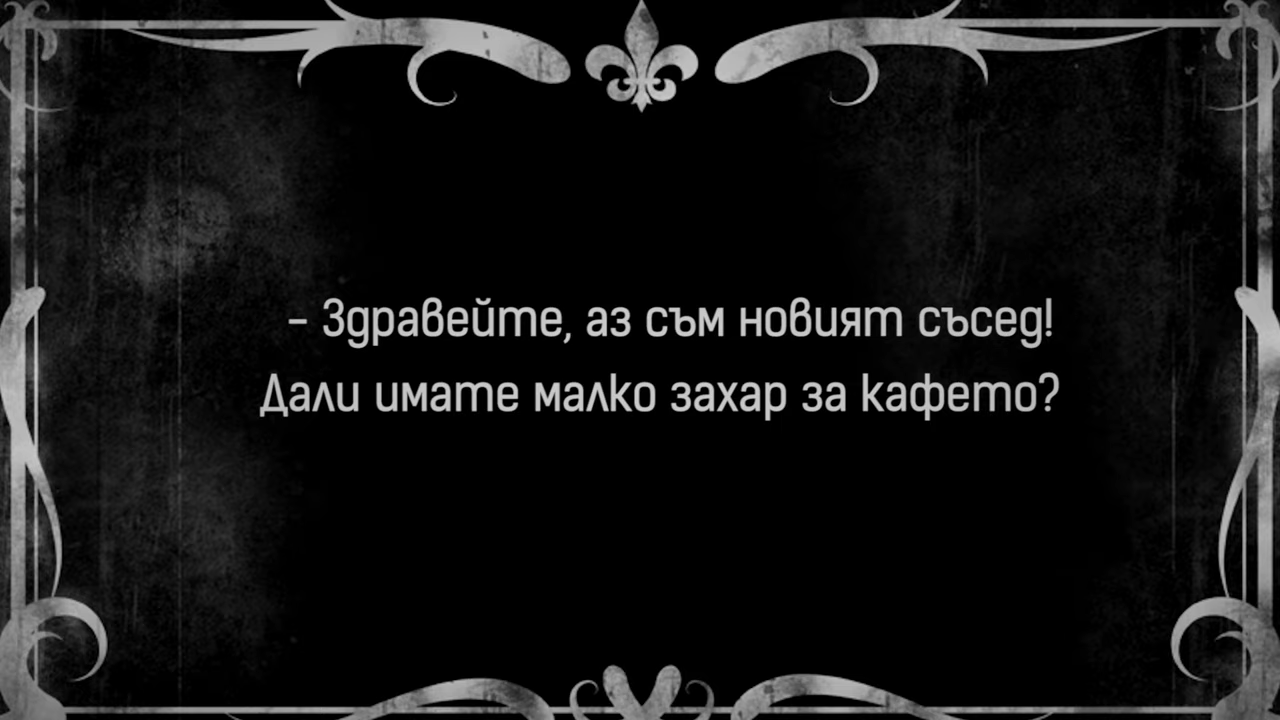 - Здравейте, аз съм новият съсед!
Дали имате малко захар за кафето?